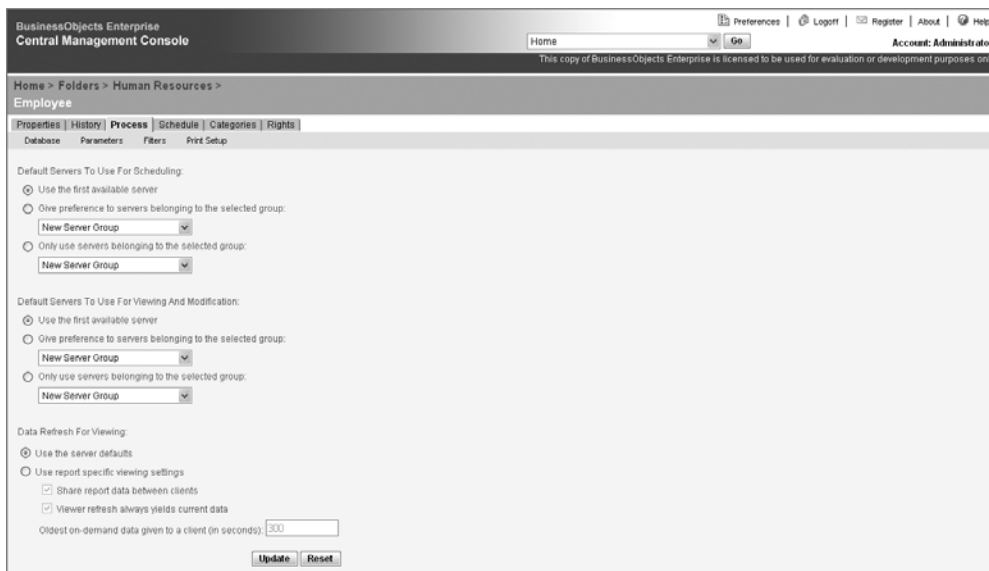 BusinessObjects Enterprise
Central Management Console
Preferences | Logoff | Register | About | Help
Home Go Account: Administrato
This copy of BusinessObjects Enterprise is licensed to be used for evaluation or development purposes onl
Home > Folders > Human Resources >
Employee
Properties | History | Process | Schedule | Categories | Rights |
Database Parameters Filters Print Setup
Default Servers To Use For Scheduling:
Use the first available server
Give preference to servers belonging to the selected group:
New Server Group
Only use servers belonging to the selected group:
New Server Group
Default Servers To Use For Viewing And Modification:
Use the first available server
Give preference to servers belonging to the selected group:
New Server Group
Only use servers belonging to the selected group:
New Server Group
Data Refresh For Viewing:
Use the server defaults
Use report specific viewing settings
Share report data between clients
Viewer refresh always yields current data
Oldest on-demand data given to a client (in seconds): 300
Update Reset